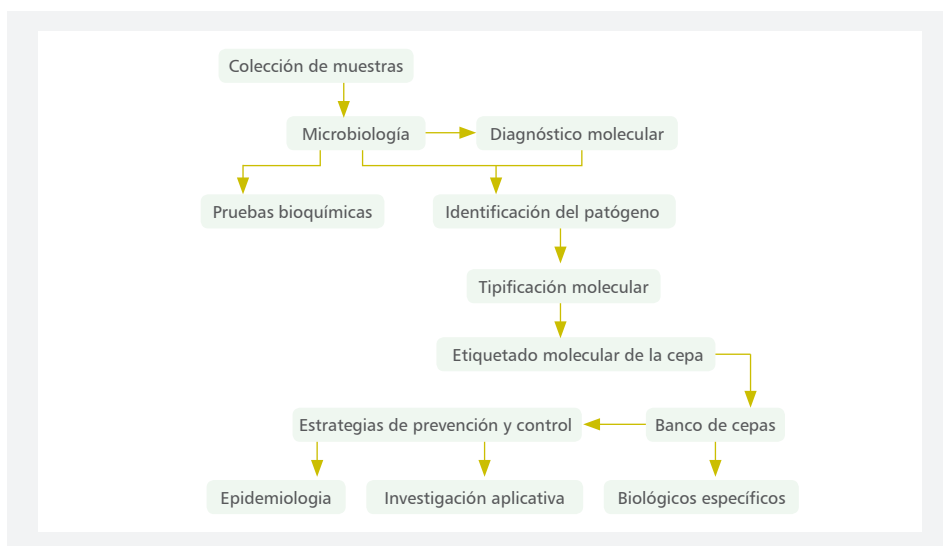 Colección de muestras
Microbiología
Diagnóstico molecular
Pruebas bioquímicas
Identificación del patógeno
Tipificación molecular
Etiquetado molecular de la cepa
Estrategias de prevención y control
Banco de cepas
Epidemiologia
Investigación aplicativa
Biológicos específicos